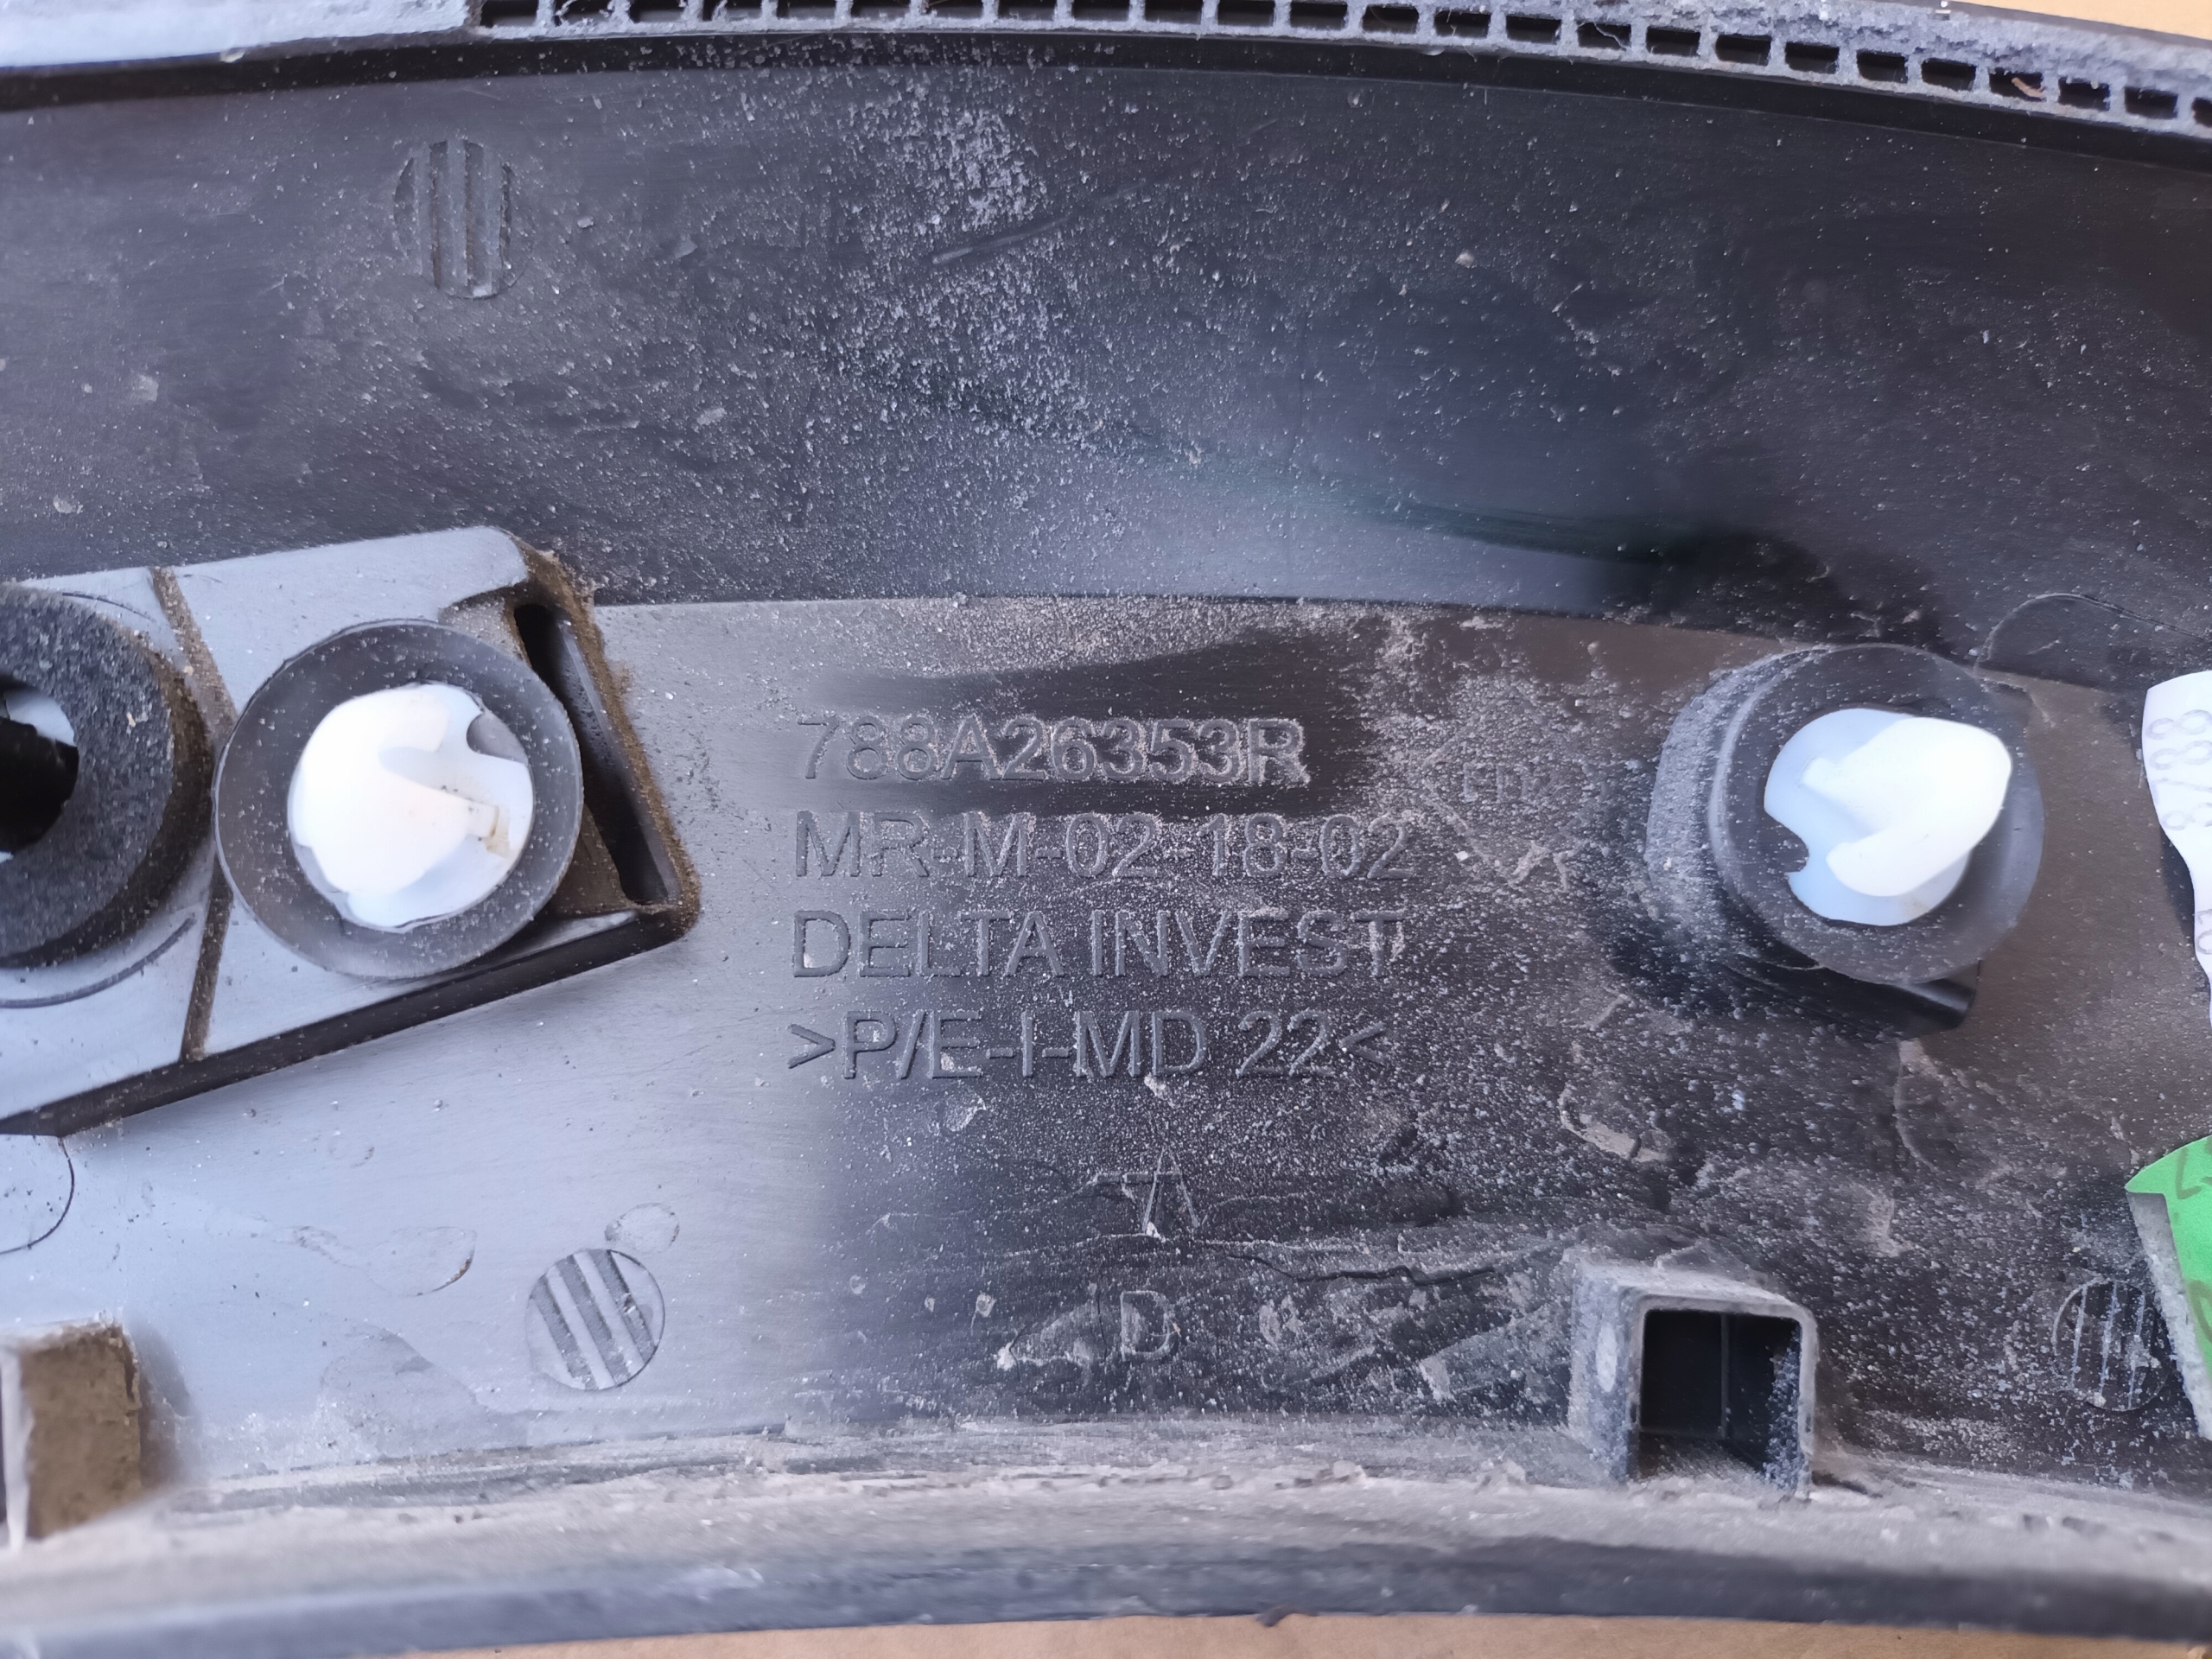 788A26353R
MR-M-02-18-02
DELTA INVEST
>P/E-I-MD 22<
D